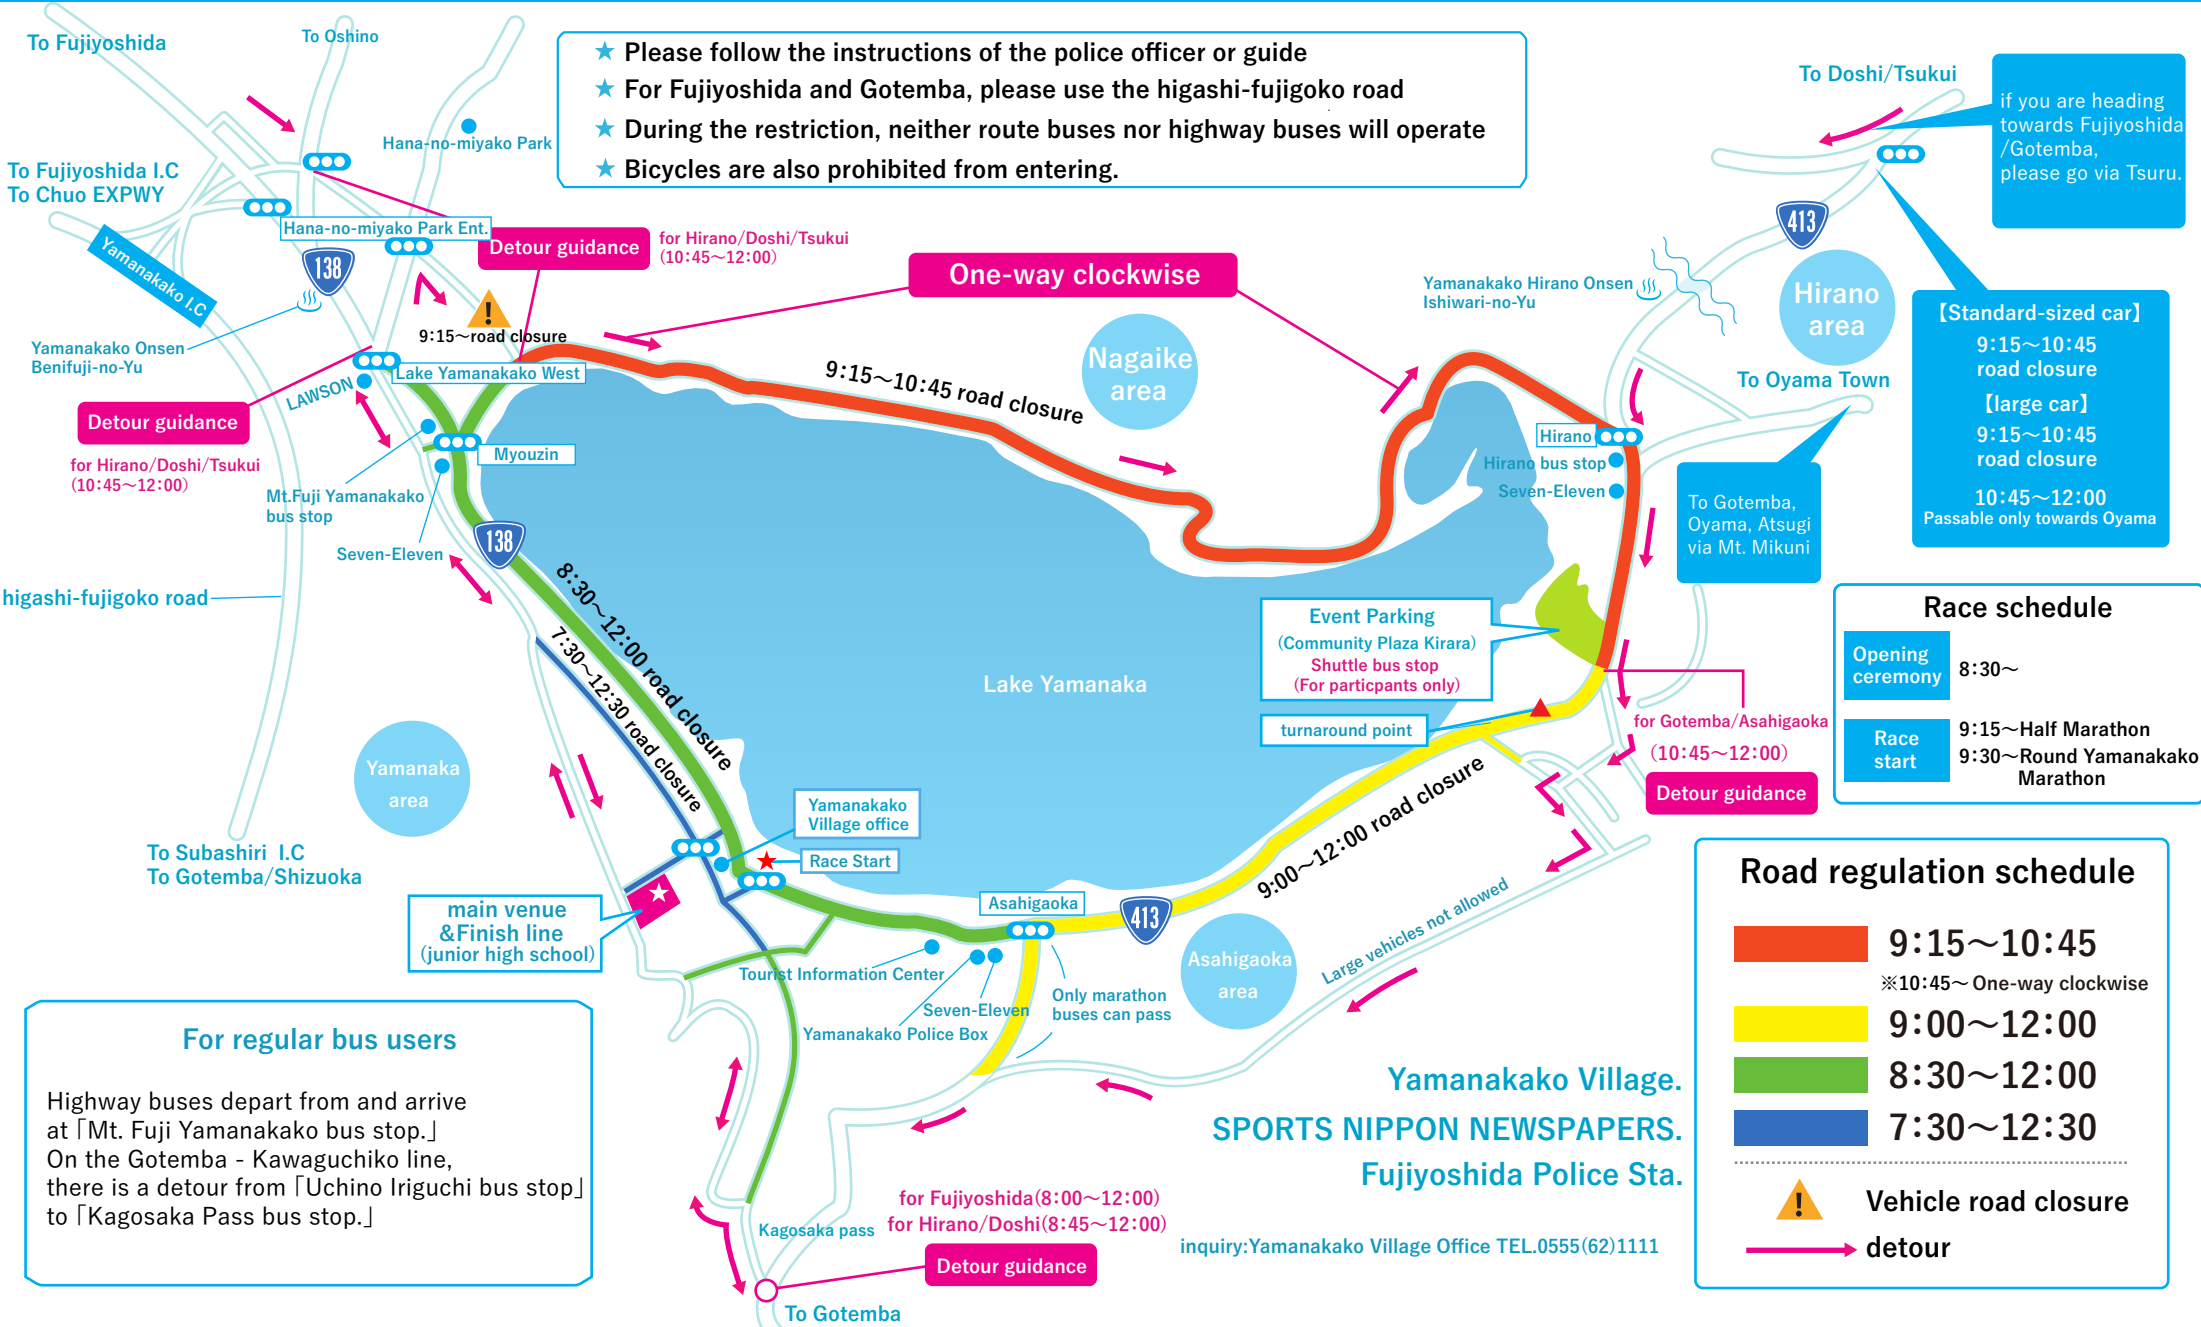 To Fujiyoshida
To Oshino
Hana-no-miyako Park
To Fujiyoshida I.C
To Chuo EXPWY
★ Please follow the instructions of the police officer or guide
★ For Fujiyoshida and Gotemba, please use the higashi-fujigoko road
★ During the restriction, neither route buses nor highway buses will operate
★ Bicycles are also prohibited from entering.
To Doshi/Tsukui
if you are heading
towards Fujiyoshida
/Gotemba,
please go via Tsuru.
Hana-no-miyako Park Ent.
138
Yamanakako I.C
Detour guidance
for Hirano/Doshi/Tsukui
(10:45～12:00)
One-way clockwise
413
Yamanakako Hirano Onsen
Ishiwari-no-Yu
Hirano
area
【Standard-sized car】
9:15～10:45
road closure
【large car】
9:15～10:45
road closure
10:45～12:00
Passable only towards Oyama
!
9:15～road closure
Yamanakako Onsen
Benifuji-no-Yu
Lake Yamanakako West
LAWSON
Nagaike
area
9:15～10:45 road closure
To Oyama Town
Detour guidance
for Hirano/Doshi/Tsukui
(10:45～12:00)
Myouzin
Mt.Fuji Yamanakako
bus stop
Seven-Eleven
138
Hirano
Hirano bus stop
Seven-Eleven
To Gotemba,
Oyama, Atsugi
via Mt. Mikuni
higashi-fujigoko road
8:30～12:00 road closure
7:30～12:30 road closure
Lake Yamanaka
Event Parking
(Community Plaza Kirara)
Shuttle bus stop
(For particpants only)
turnaround point
for Gotemba/Asahigaoka
(10:45～12:00)
Detour guidance
Race schedule
Opening
ceremony
8:30～
Race
start
9:15～Half Marathon
9:30～Round Yamanakako
Marathon
Yamanaka
area
To Subashiri I.C
To Gotemba/Shizuoka
Yamanakako
Village office
Race Start
main venue
&Finish line
(junior high school)
Asahigaoka
413
9:00～12:00 road closure
Asahigaoka
area
Large vehicles not allowed
Tourist Information Center
Seven-Eleven
Yamanakako Police Box
Only marathon
buses can pass
Road regulation schedule
9:15～10:45
※10:45～ One-way clockwise
9:00～12:00
8:30～12:00
7:30～12:30
!
Vehicle road closure
detour
For regular bus users
Highway buses depart from and arrive
at「Mt. Fuji Yamanakako bus stop.」
On the Gotemba - Kawaguchiko line,
there is a detour from「Uchino Iriguchi bus stop」
to「Kagosaka Pass bus stop.」
Yamanakako Village.
SPORTS NIPPON NEWSPAPERS.
Fujiyoshida Police Sta.
inquiry:Yamanakako Village Office TEL.0555(62)1111
for Fujiyoshida(8:00～12:00)
for Hirano/Doshi(8:45～12:00)
Detour guidance
Kagosaka pass
To Gotemba